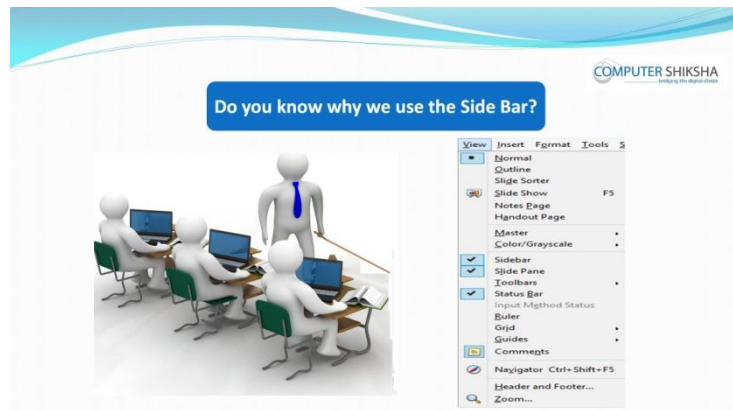 COMPUTER SHIKSHA
bridging the digital divide
Do you know why we use the Side Bar?
View Insert Format Tools S
Normal
Outline
Slide Sorter
Slide Show F5
Notes Page
Handout Page
Master
Color/Grayscale
Sidebar
Slide Pane
Toolbars
Status Bar
Input Method Status
Ruler
Grid
Guides
Comments
Navigator Ctrl+Shift+F5
Header and Footer...
Zoom...